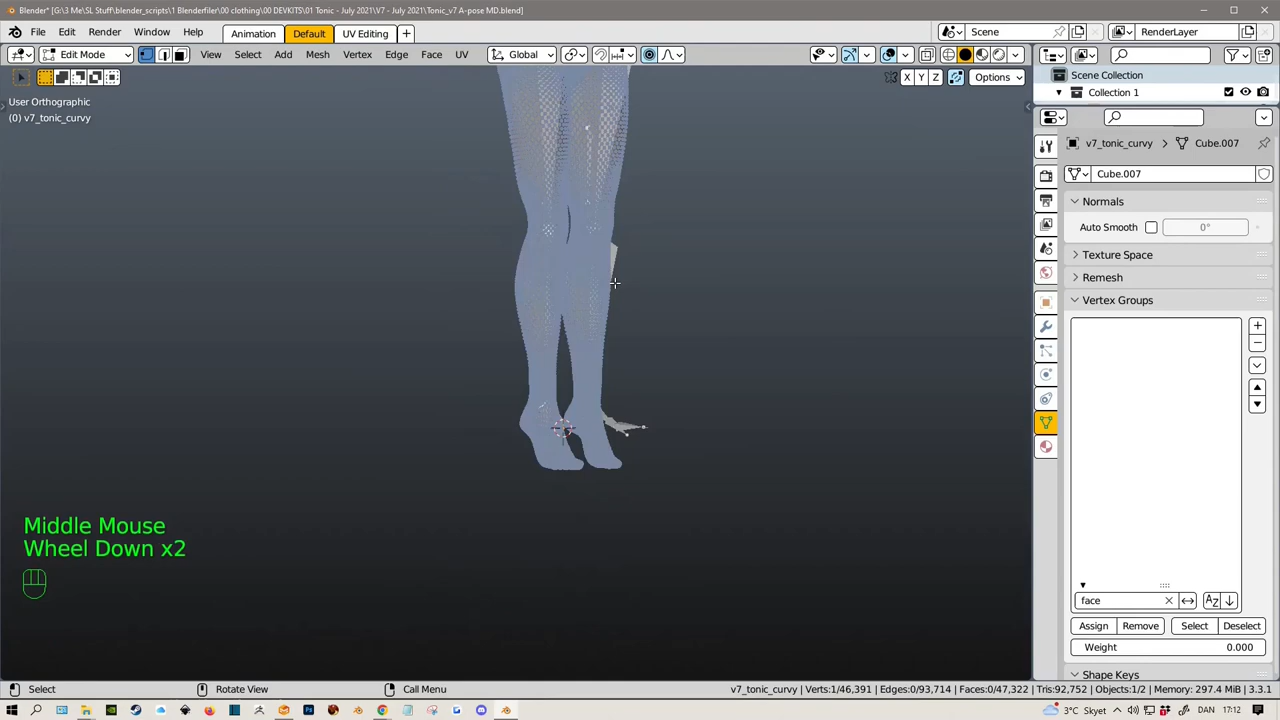 Blender* [G:\3 Me\SL Stuff\blender_scripts\1 Blenderfiler\00 clothing\00 DEVKITS\01 Tonic - July 2021\V7 - July\Tonic_v7 A-pose MD.blend]
File Edit Render Window Help Animation Default UV Editing + Scene RenderLayer
Edit Mode View Select Add Mesh Vertex Edge Face UV Global
X Y Z Options
Scene Collection
Collection 1
User Orthographic
(0) v7_tonic_curvy
v7_tonic_curvy > Cube.007
Cube.007
Normals
Auto Smooth 0°
Texture Space
Remesh
Vertex Groups
face
Assign Remove Select Deselect
Weight 0.000
Shape Keys
Middle Mouse
Wheel Down x2
Select Rotate View Call Menu v7_tonic_curvy | Verts:1/46,391 | Edges:0/93,714 | Faces:0/47,322 | Tris:92,752 | Objects:1/2 | Memory: 297.4 MiB | 3.3.1
3°C Skyet DAN 17:12